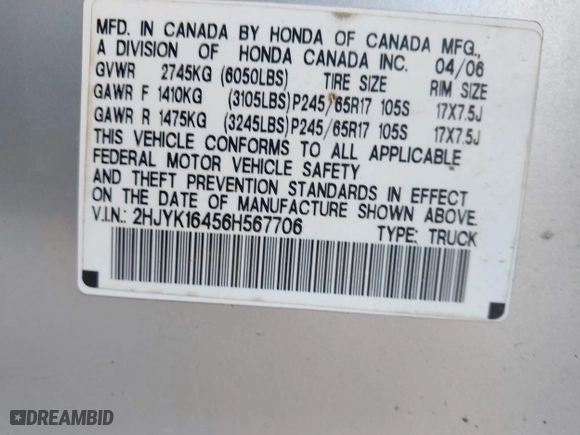 MFD. IN CANADA BY HONDA OF CANADA MFG.,
A DIVISION OF HONDA CANADA INC. 04/06
GVWR 2745KG (6050LBS) TIRE SIZE RIM SIZE
GAWR F 1410KG (3105LBS) P245/65R17 105S 17X7.5J
GAWR R 1475KG (3245LBS) P245/65R17 105S 17X7.5J
THIS VEHICLE CONFORMS TO ALL APPLICABLE
FEDERAL MOTOR VEHICLE SAFETY
AND THEFT PREVENTION STANDARDS IN EFFECT
ON THE DATE OF MANUFACTURE SHOWN ABOVE.
V.I.N.: 2HJYK16456H567706 TYPE: TRUCK
DREAMBID